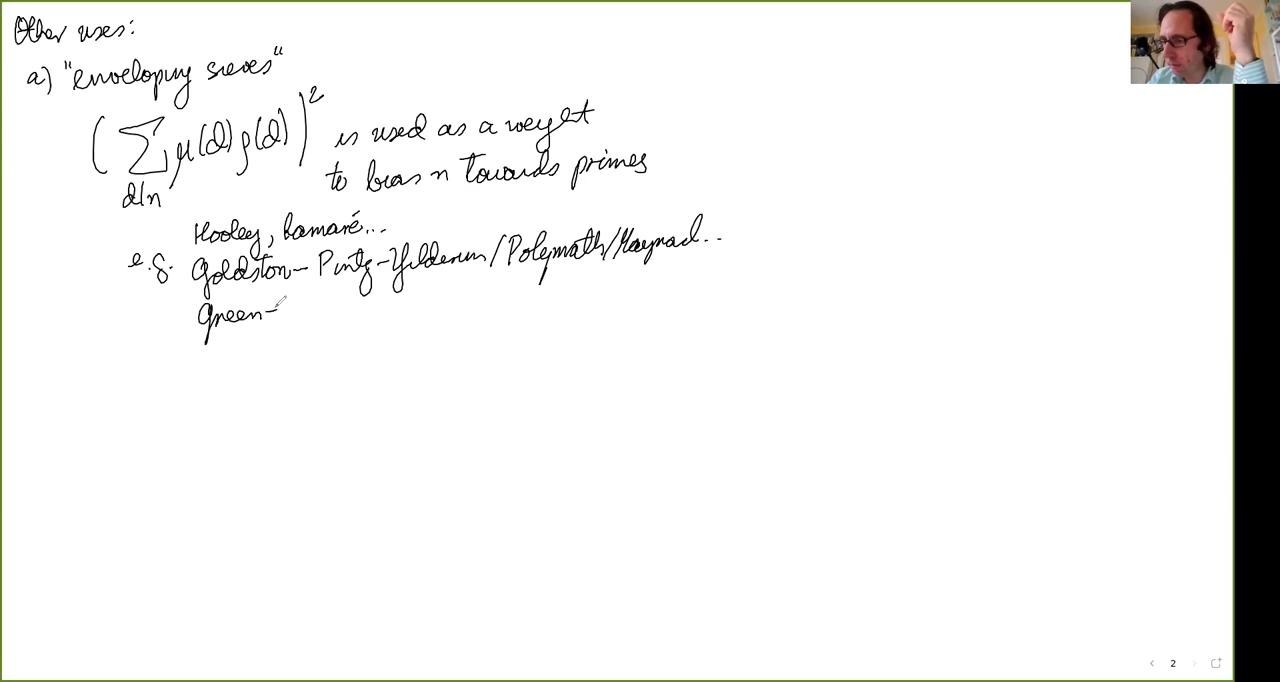 Other uses:
a) "enveloping sieves"
( ∑ μ(d) ρ(d) )² is used as a weight
d|n to bias n towards primes
Hooley, Ramaré...
e.g. Goldston-Pintz-Yıldırım/Polymath/Maynard..
Green-
2